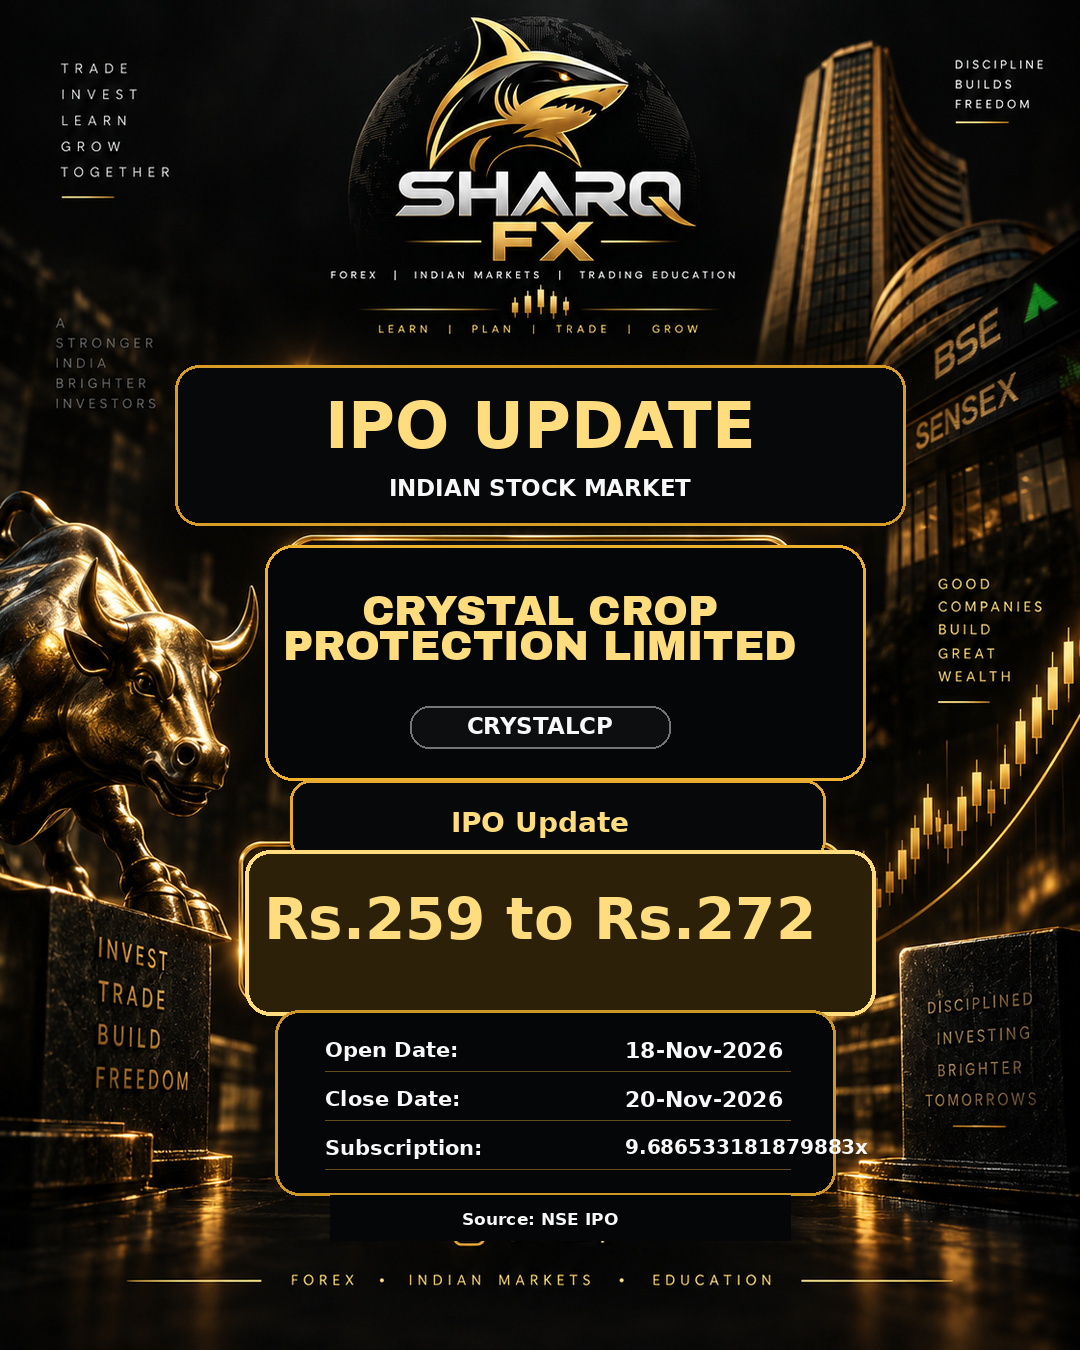 TRADE
INVEST
LEARN
GROW
TOGETHER
DISCIPLINE
BUILDS
FREEDOM
SHARQ
FX
FOREX | INDIAN MARKETS | TRADING EDUCATION
LEARN | PLAN | TRADE | GROW
A
STRONGER
INDIA
BRIGHTER
INVESTORS
BSE
SENSEX
IPO UPDATE
INDIAN STOCK MARKET
CRYSTAL CROP
PROTECTION LIMITED
CRYSTALCP
GOOD
COMPANIES
BUILD
GREAT
WEALTH
IPO Update
Rs.259 to Rs.272
INVEST
TRADE
BUILD
FREEDOM
DISCIPLINED
INVESTING
BRIGHTER
TOMORROWS
Open Date: 18-Nov-2026
Close Date: 20-Nov-2026
Subscription: 9.686533181879883x
Source: NSE IPO
FOREX • INDIAN MARKETS • EDUCATION